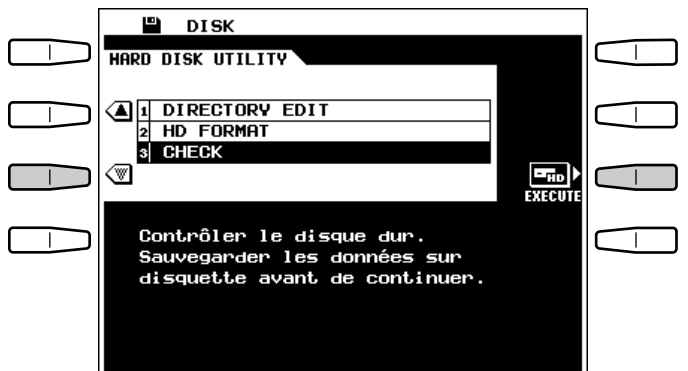 DISK
HARD DISK UTILITY
1 DIRECTORY EDIT
2 HD FORMAT
3 CHECK
HD
EXECUTE
Contrôler le disque dur.
Sauvegarder les données sur
disquette avant de continuer.